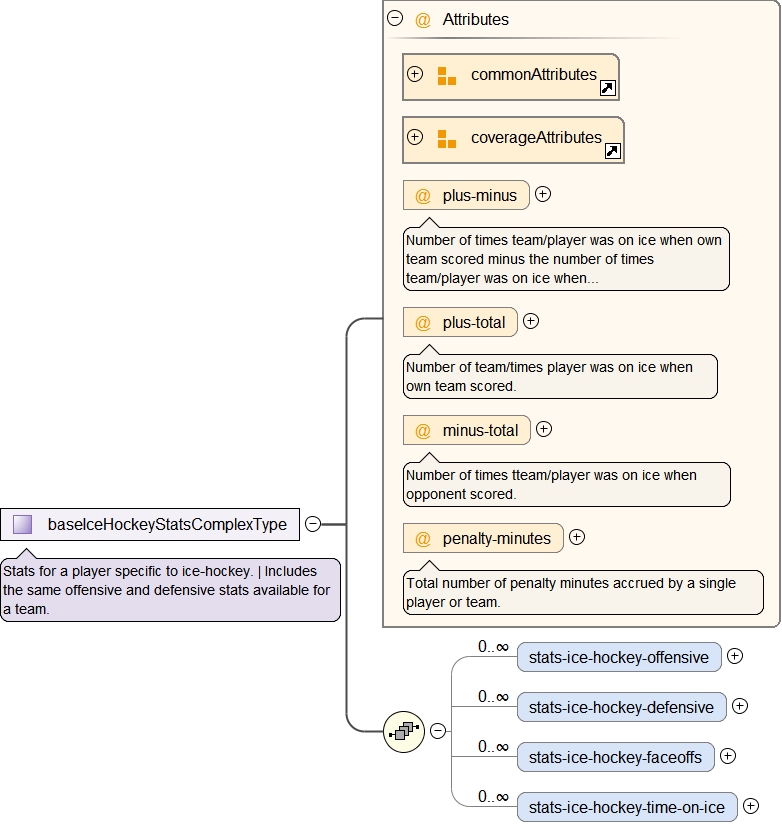 @ Attributes
commonAttributes
coverageAttributes
@ plus-minus
Number of times team/player was on ice when own
team scored minus the number of times
team/player was on ice when...
@ plus-total
Number of team/times player was on ice when
own team scored.
@ minus-total
Number of times tteam/player was on ice when
opponent scored.
@ penalty-minutes
Total number of penalty minutes accrued by a single
player or team.
baseIceHockeyStatsComplexType
Stats for a player specific to ice-hockey. | Includes
the same offensive and defensive stats available for
a team.
0..∞ stats-ice-hockey-offensive
0..∞ stats-ice-hockey-defensive
0..∞ stats-ice-hockey-faceoffs
0..∞ stats-ice-hockey-time-on-ice